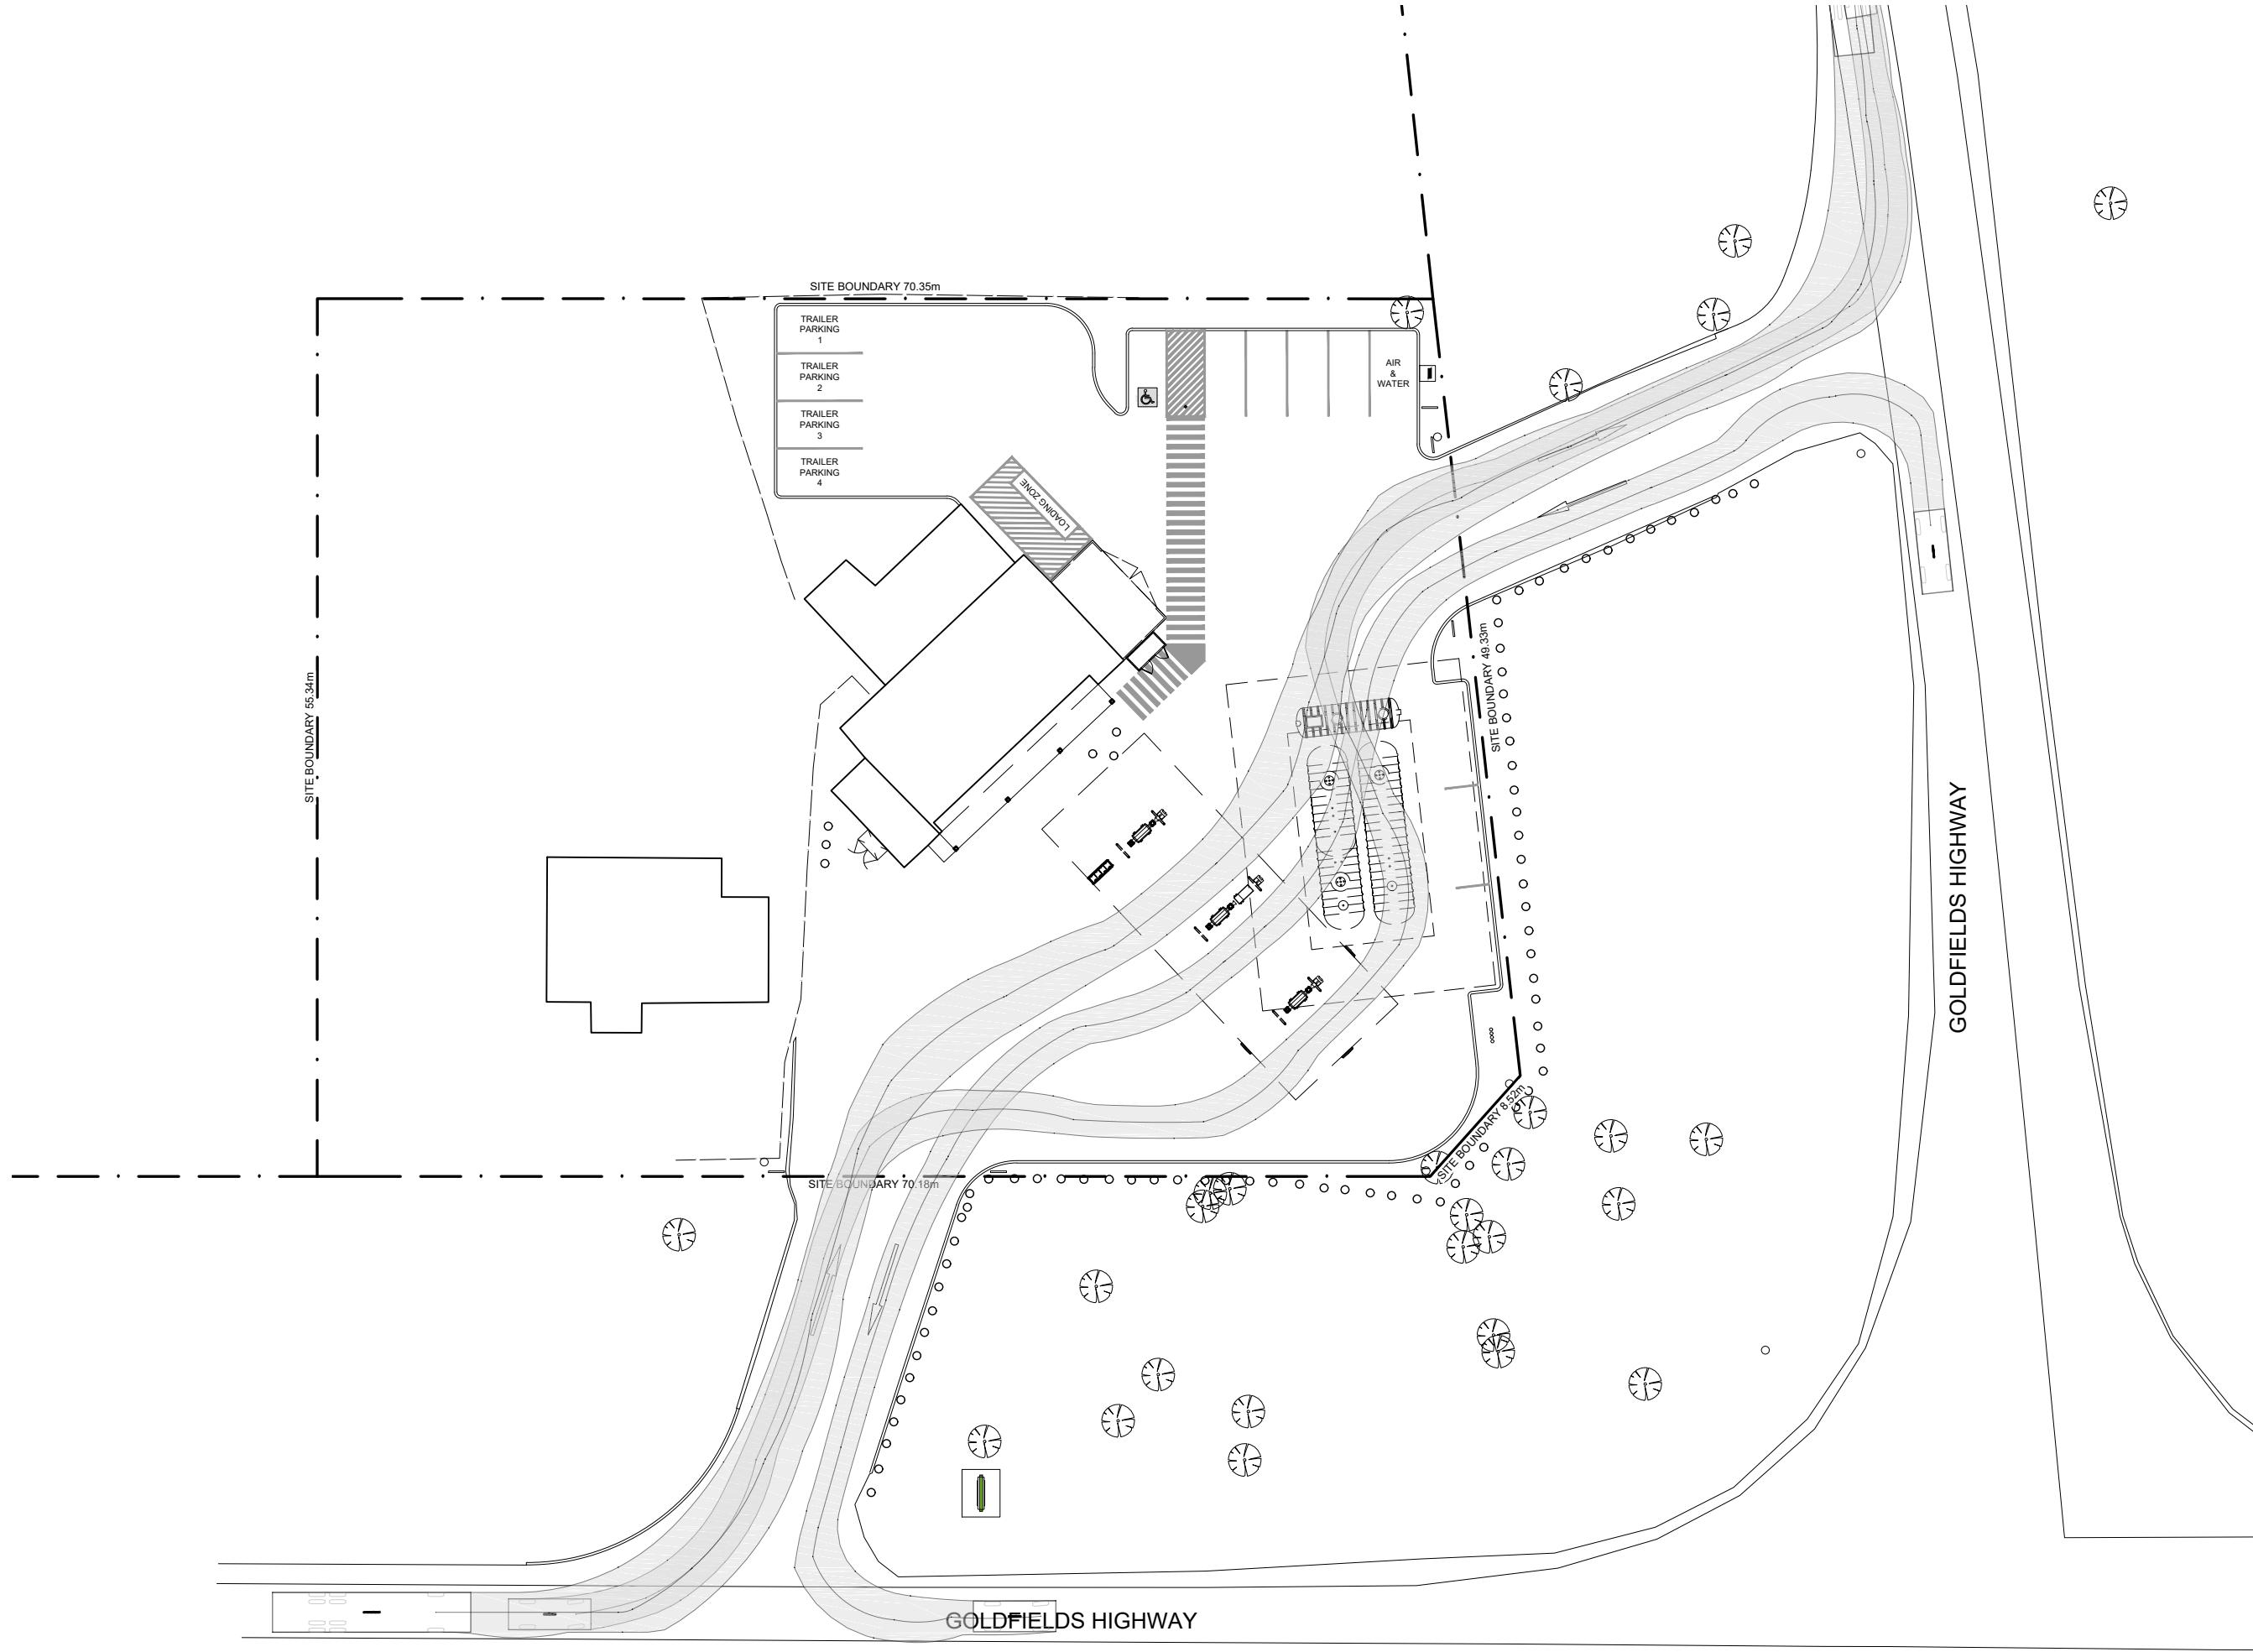 SITE BOUNDARY 70.35m
TRAILER
PARKING
1
TRAILER
PARKING
2
TRAILER
PARKING
3
TRAILER
PARKING
4
AIR
&
WATER
LOADING ZONE
SITE BOUNDARY 49.33m
SITE BOUNDARY 55.34m
GOLDFIELDS HIGHWAY
SITE BOUNDARY 8.52m
SITE BOUNDARY 70.18m
GOLDFIELDS HIGHWAY